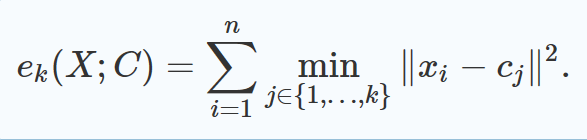 e_k(X; C) = \sum_{i=1}^{n} \min_{j \in \{1,...,k\}} \|x_i - c_j\|^2.